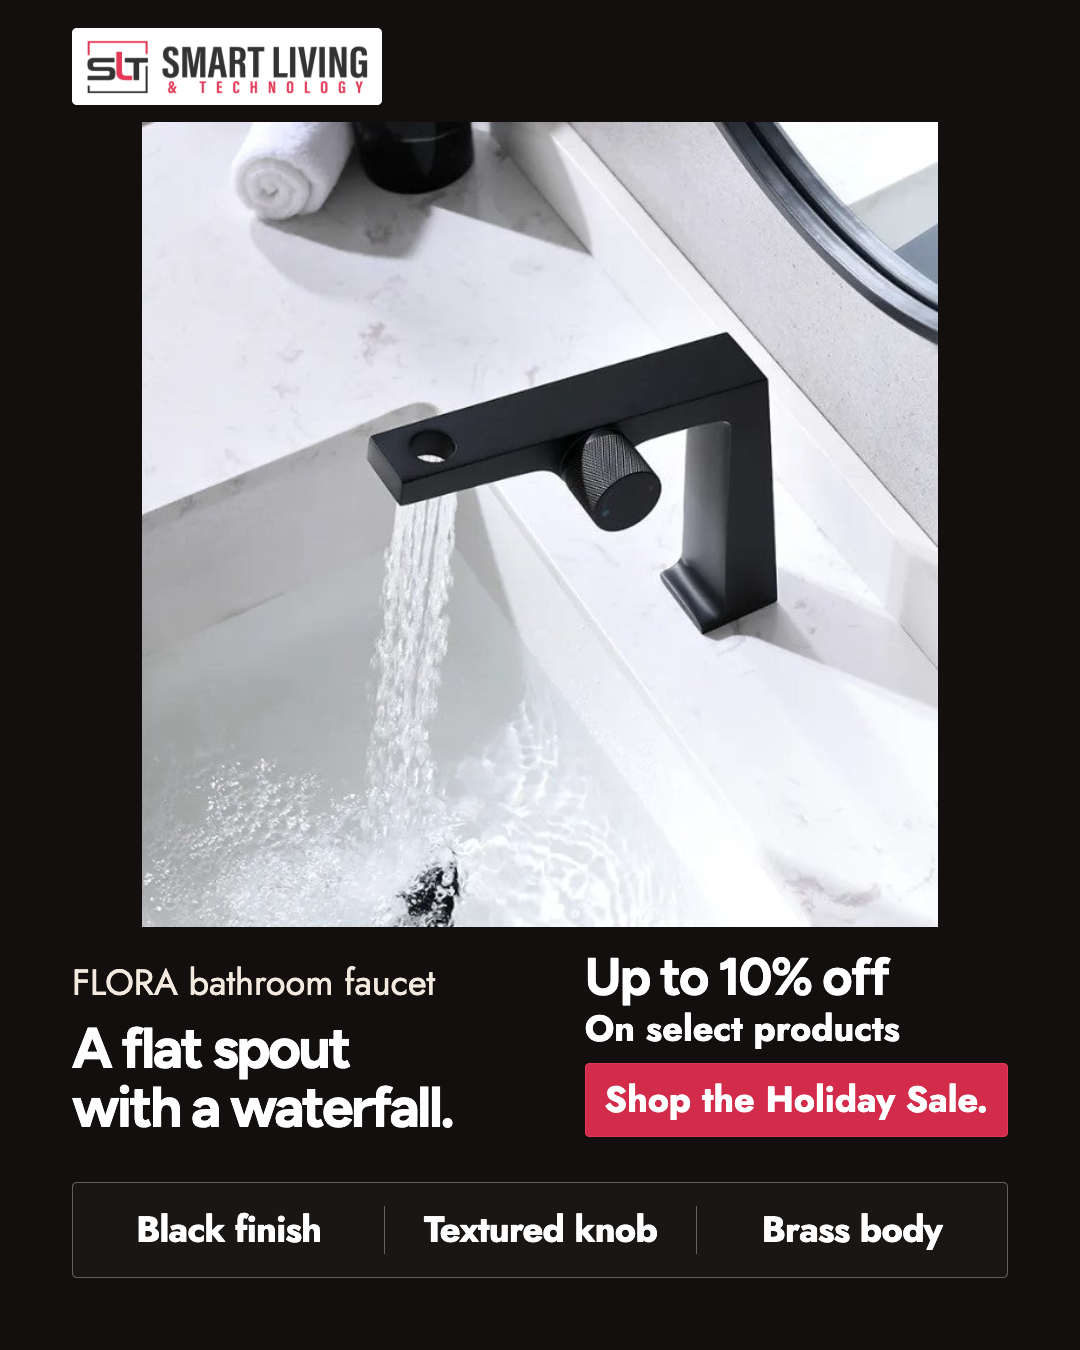 SLT SMART LIVING
& TECHNOLOGY
FLORA bathroom faucet
A flat spout
with a waterfall.
Up to 10% off
On select products
Shop the Holiday Sale.
Black finish
Textured knob
Brass body